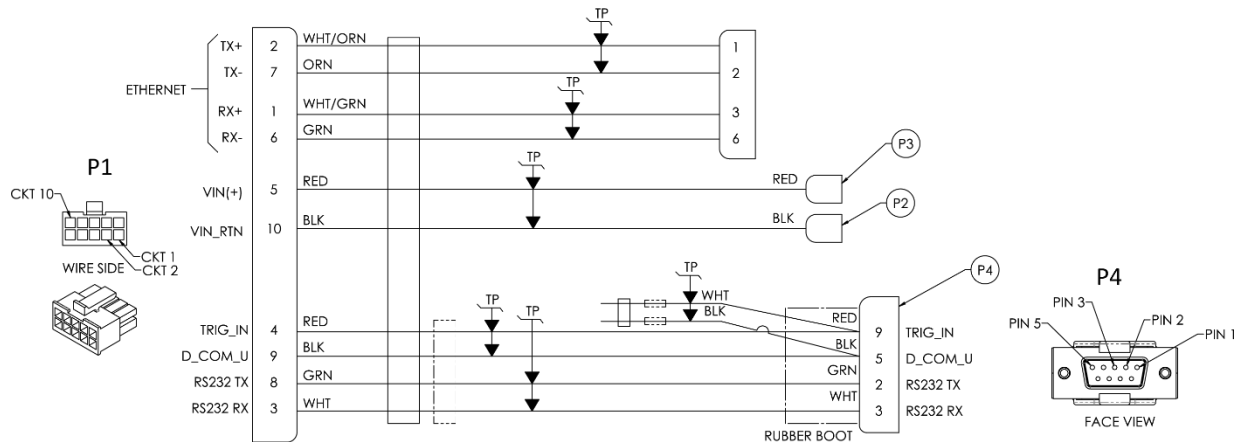 TP
TX+ 2 WHT/ORN 1
TX- 7 ORN 2
TP
ETHERNET
RX+ 1 WHT/GRN 3
RX- 6 GRN 6
P1
CKT 10
CKT 1
CKT 2
WIRE SIDE
TP
VIN(+) 5 RED RED P3
VIN_RTN 10 BLK BLK P2
TP
WHT
BLK
P4
TP
TP
TRIG_IN 4 RED RED 9 TRIG_IN
D_COM_U 9 BLK BLK 5 D_COM_U
RS232 TX 8 GRN GRN 2 RS232 TX
RS232 RX 3 WHT WHT 3 RS232 RX
RUBBER BOOT
P4
PIN 3
PIN 5
PIN 2
PIN 1
FACE VIEW